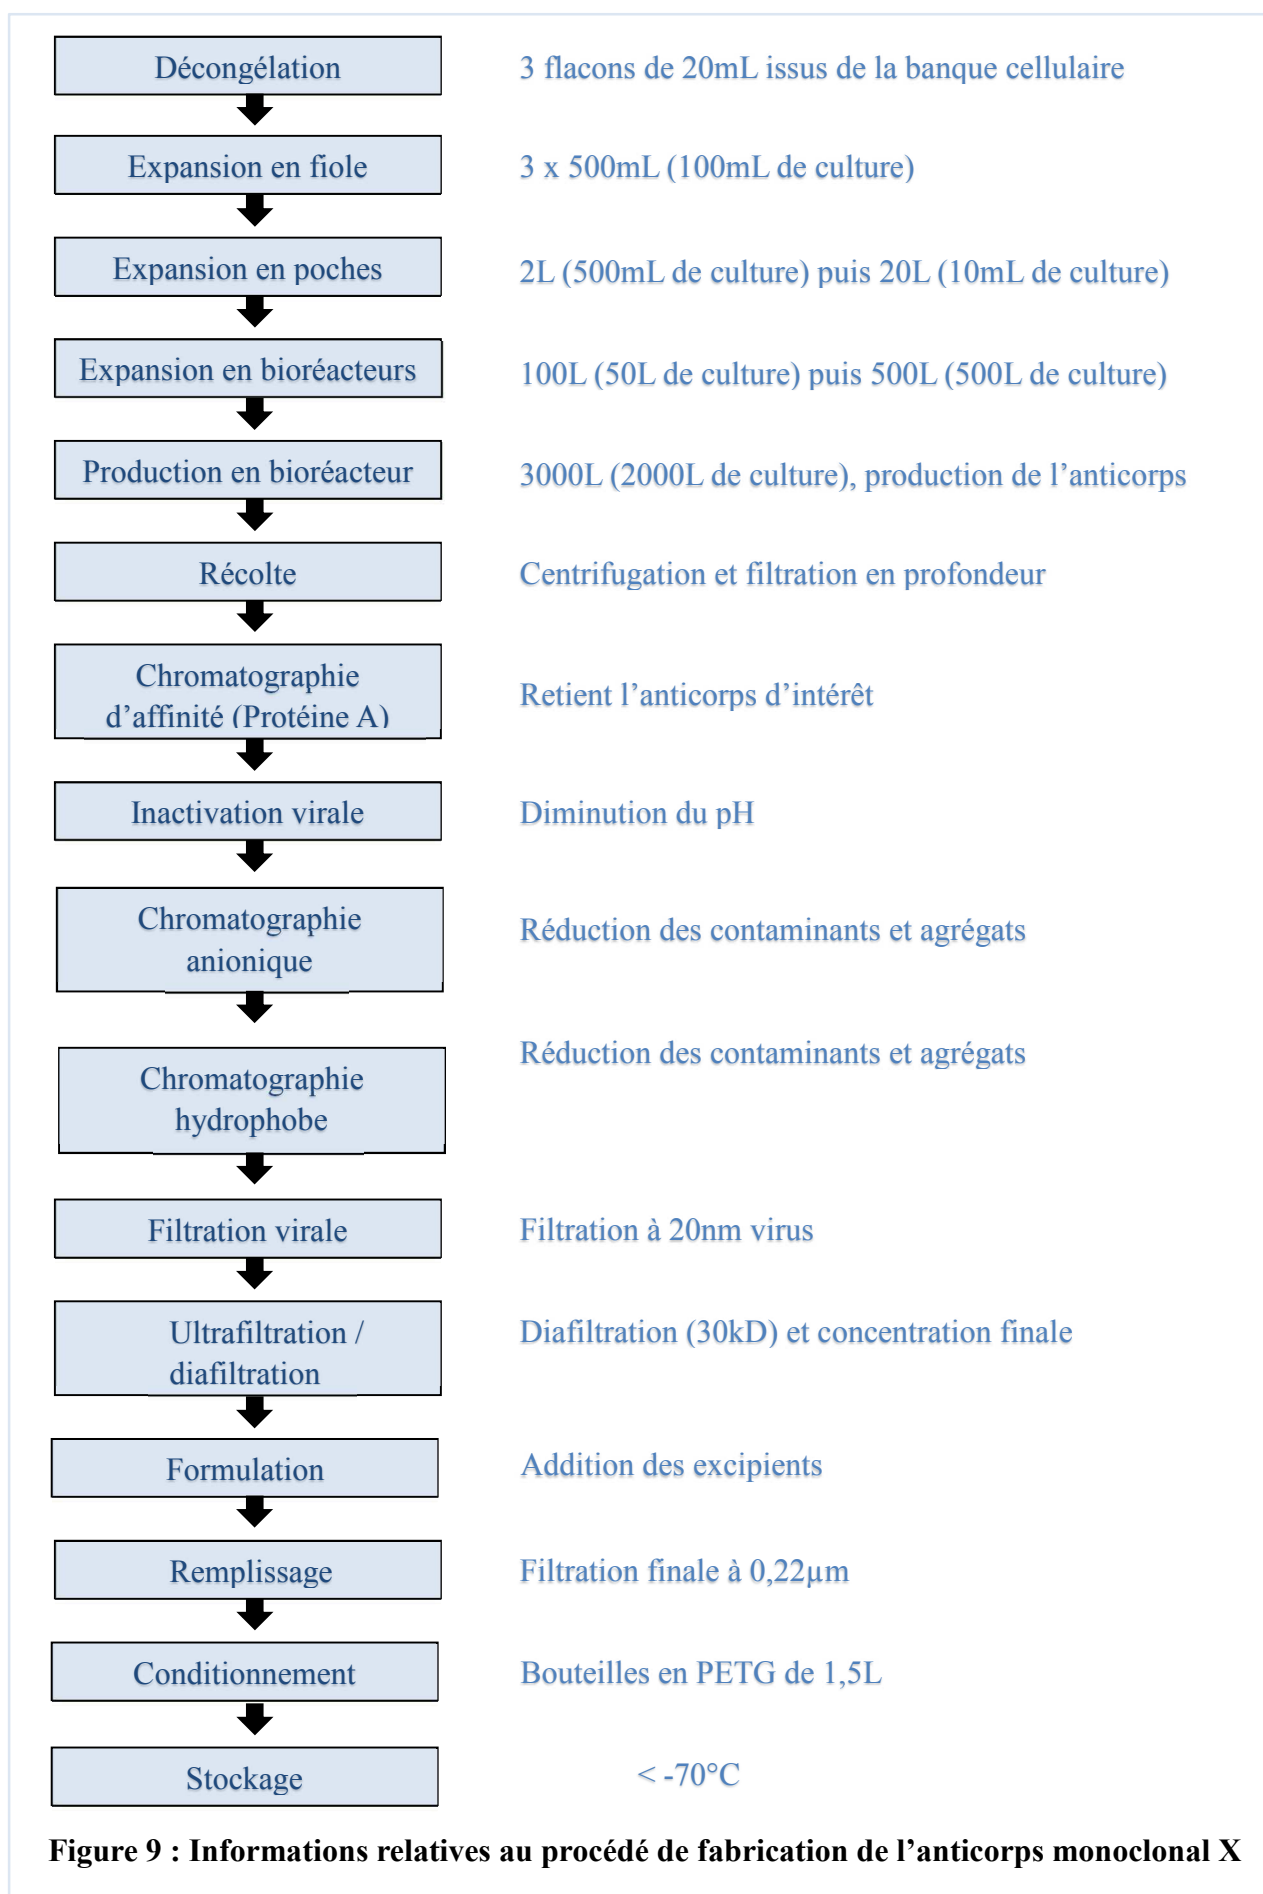 Décongélation
3 flacons de 20mL issus de la banque cellulaire
Expansion en fiole
3 x 500mL (100mL de culture)
Expansion en poches
2L (500mL de culture) puis 20L (10mL de culture)
Expansion en bioréacteurs
100L (50L de culture) puis 500L (500L de culture)
Production en bioréacteur
3000L (2000L de culture), production de l’anticorps
Récolte
Centrifugation et filtration en profondeur
Chromatographie
d’affinité (Protéine A)
Retient l’anticorps d’intérêt
Inactivation virale
Diminution du pH
Chromatographie
anionique
Réduction des contaminants et agrégats
Chromatographie
hydrophobe
Réduction des contaminants et agrégats
Filtration virale
Filtration à 20nm virus
Ultrafiltration /
diafiltration
Diafiltration (30kD) et concentration finale
Formulation
Addition des excipients
Remplissage
Filtration finale à 0,22µm
Conditionnement
Bouteilles en PETG de 1,5L
Stockage
< -70°C
Figure 9 : Informations relatives au procédé de fabrication de l’anticorps monoclonal X